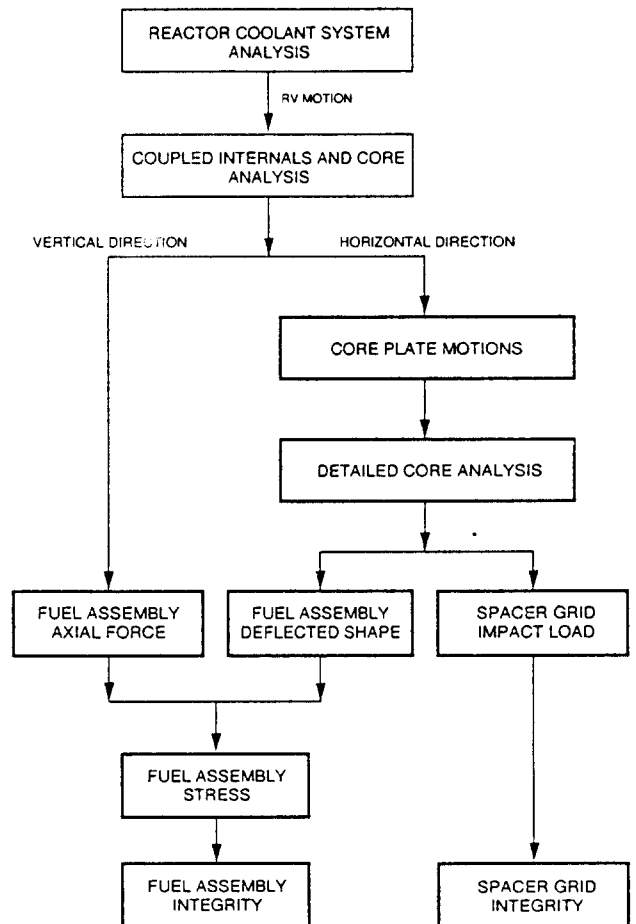 REACTOR COOLANT SYSTEM
ANALYSIS
RV MOTION
COUPLED INTERNALS AND CORE
ANALYSIS
VERTICAL DIRECTION
HORIZONTAL DIRECTION
CORE PLATE MOTIONS
DETAILED CORE ANALYSIS
FUEL ASSEMBLY
AXIAL FORCE
FUEL ASSEMBLY
DEFLECTED SHAPE
SPACER GRID
IMPACT LOAD
FUEL ASSEMBLY
STRESS
FUEL ASSEMBLY
INTEGRITY
SPACER GRID
INTEGRITY